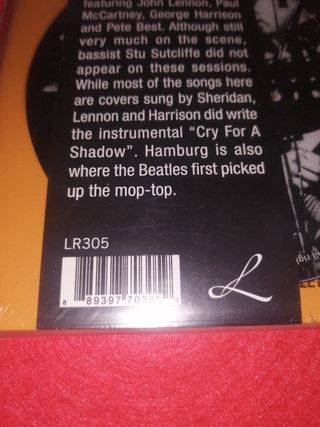 featuring John Lennon, Paul
McCartney, George Harrison
and Pete Best. Although still
very much on the scene,
bassist Stu Sutcliffe did not
appear on these sessions.
While most of the songs here
are covers sung by Sheridan,
Lennon and Harrison did write
the instrumental “Cry For A
Shadow”. Hamburg is also
where the Beatles first picked
up the mop-top.
LR305
8 89397 70305
L